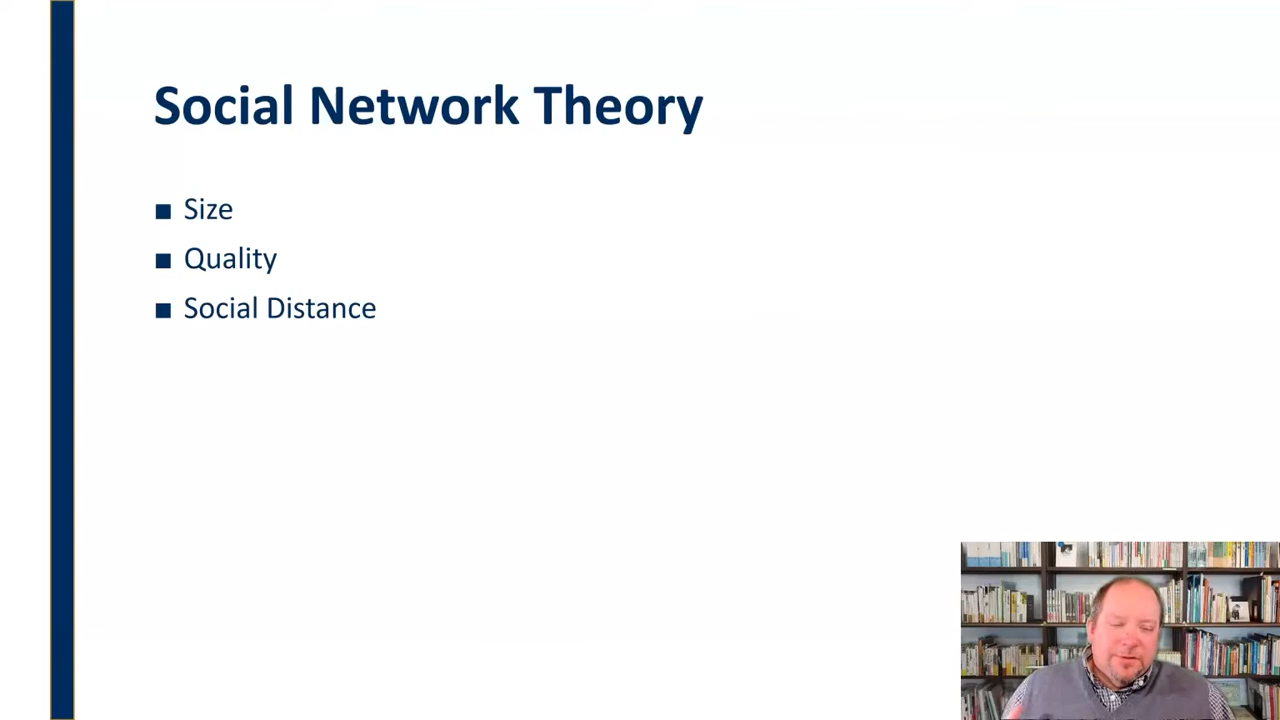 Social Network Theory
■ Size
■ Quality
■ Social Distance